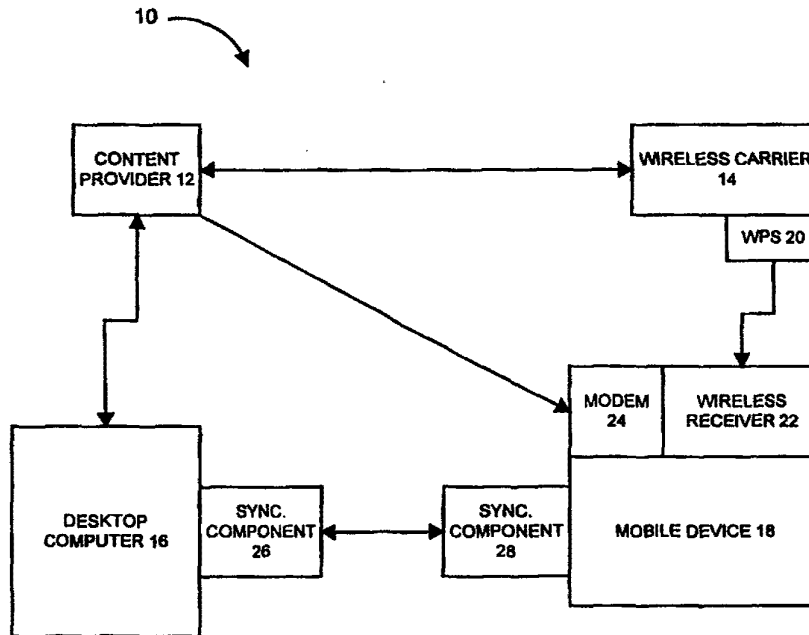 10
CONTENT
PROVIDER 12
WIRELESS CARRIER
14
WPS 20
MODEM
24
WIRELESS
RECEIVER 22
DESKTOP
COMPUTER 16
SYNC.
COMPONENT
26
SYNC.
COMPONENT
28
MOBILE DEVICE 18